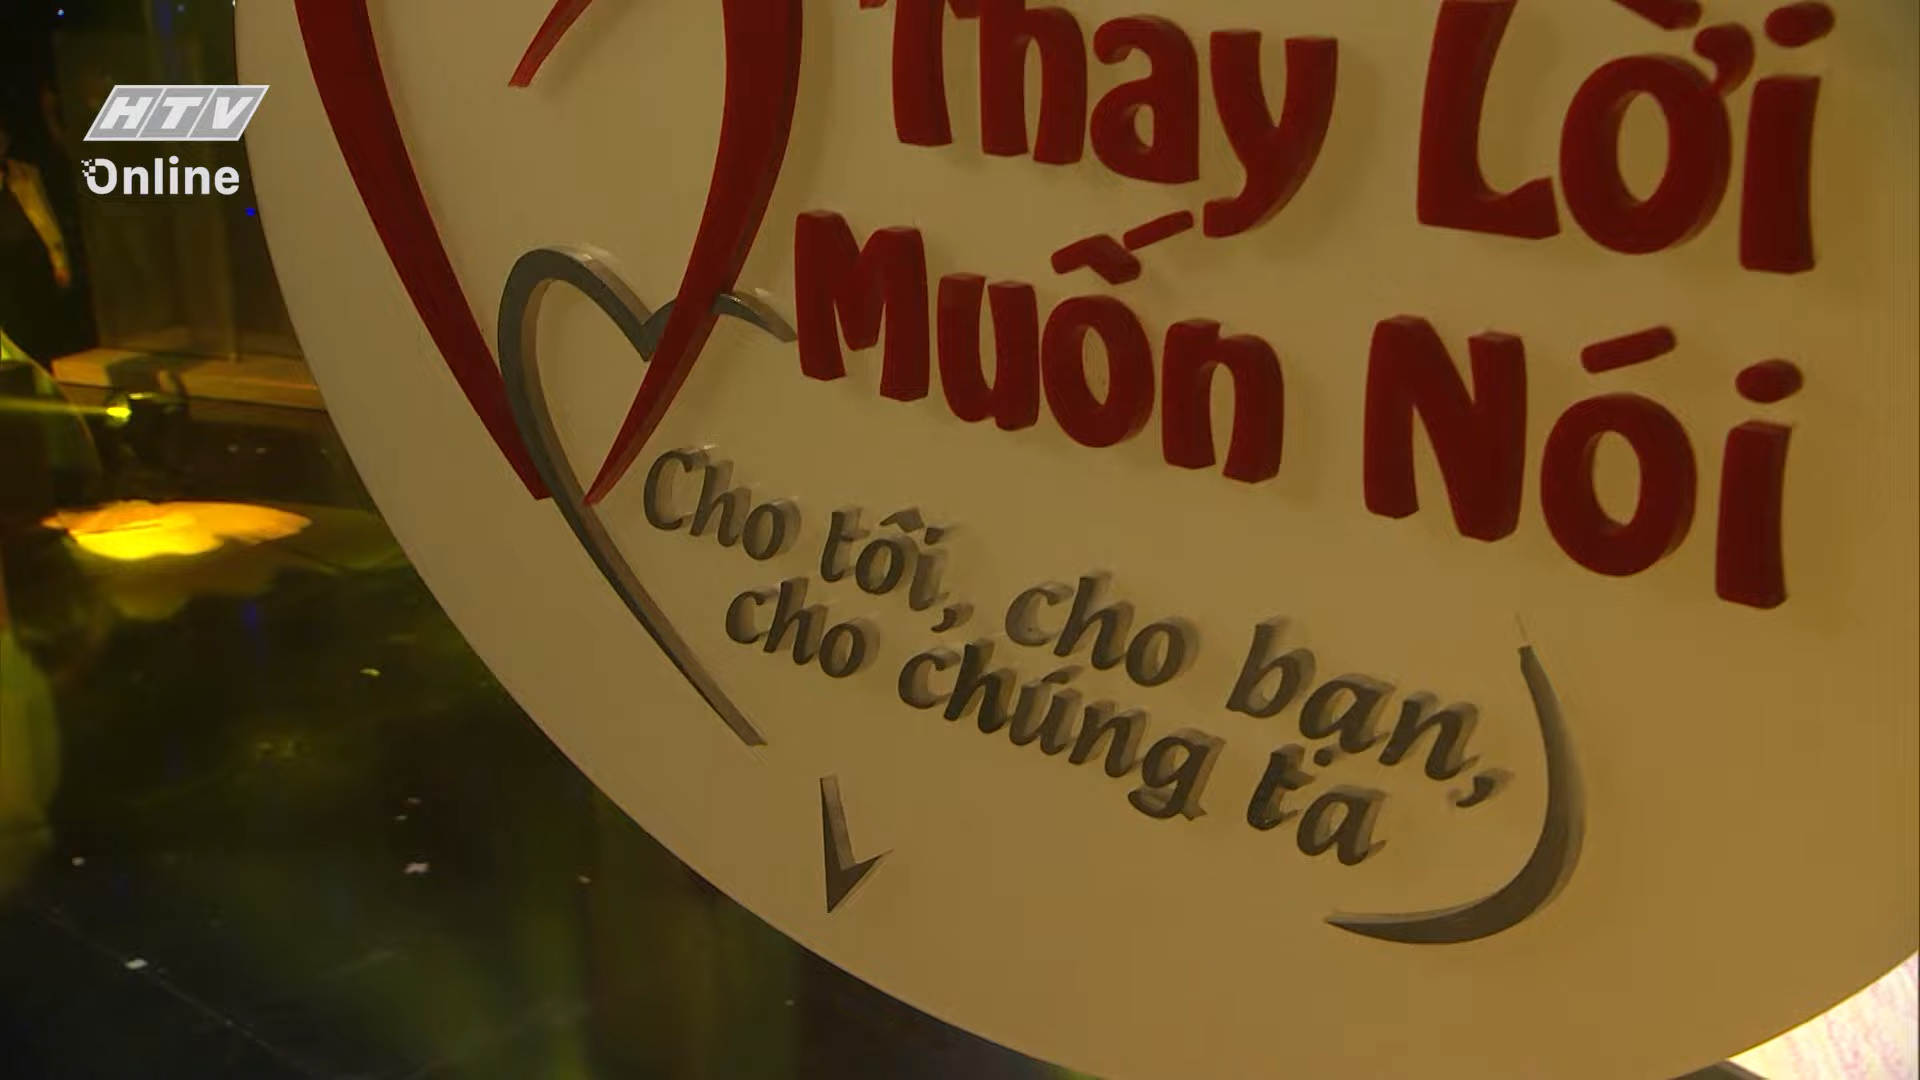 HTV
Online
Thay Lời
Muốn Nói
Cho tôi, cho bạn,
cho chúng ta